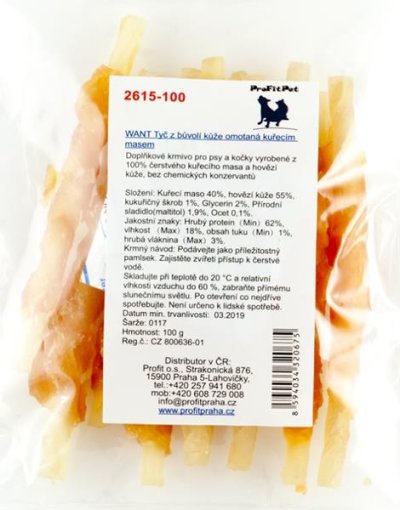 ProFitPet
2615-100
WANT Tyč z bůvolí kůže omotaná kuřecím
masem
Doplňkové krmivo pro psy a kočky vyrobené z
100% čerstvého kuřecího masa a hovězí
kůže, bez chemických konzervantů
Složení: Kuřecí maso 40%, hovězí kůže 55%,
kukuřičný škrob 1%, Glycerin 2%, Přírodní
sladidlo(maltitol) 1,9%, Ocet 0,1%.
Jakostní znaky: Hrubý protein (Min) 62%,
vlhkost (Max) 18%, obsah tuku (Min) 1%,
hrubá vláknina (Max) 3%.
Krmný návod: Podávejte jako příležitostný
pamlsek. Zajistěte zvířeti přístup k čerstvé
vodě.
Skladujte při teplotě do 20 °C a relativní
vlhkosti vzduchu do 60 %, zabraňte přímému
slunečnímu světlu. Po otevření co nejdříve
spotřebujte. Není určeno k lidské spotřebě.
Datum min. trvanlivosti: 03.2019
Šarže: 0117
Hmotnost: 100 g
Reg.č.: CZ 800636-01
8594034320675
Distributor v ČR:
Profit o.s., Strakonická 876,
15900 Praha 5-Lahovičky,
tel.:+420 257 941 680
mob:+420 608 729 008
info@profitpraha.cz
www.profitpraha.cz